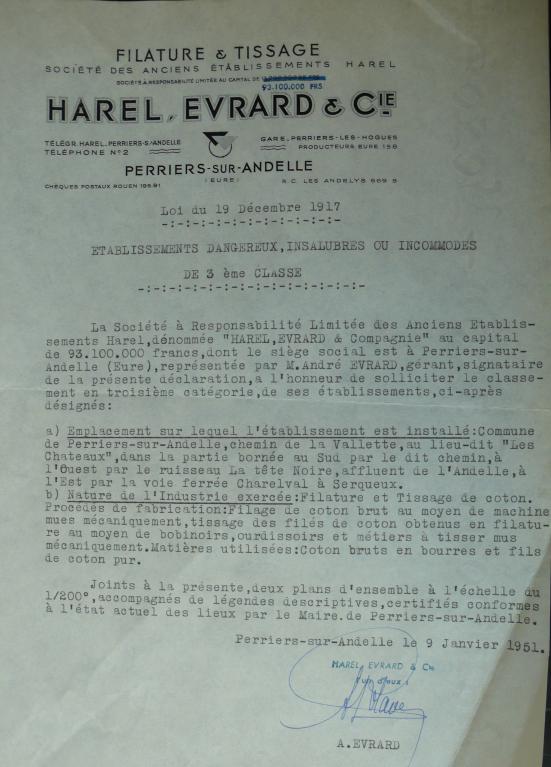 FILATURE & TISSAGE
SOCIÉTÉ DES ANCIENS ÉTABLISSEMENTS HAREL
SOCIÉTÉ A RESPONSABILITÉ LIMITÉE AU CAPITAL DE
93.100.000 FRS
HAREL, EVRARD & CIE
TÉLÉGR. HAREL, PERRIERS-S/ANDELLE
TÉLÉPHONE N°2
GARE, PERRIERS-LES-HOGUES
PRODUCTEURS EURE 158
PERRIERS-SUR-ANDELLE
(EURE)
CHÈQUES POSTAUX ROUEN 196.91
R.C. LES ANDELYS 669 B
Loi du 19 Décembre 1917
-:-:-:-:-:-:-:-:-:-:-:-
ETABLISSEMENTS DANGEREUX,INSALUBRES OU INCOMMODES
DE 3 ème CLASSE
-:-:-:-:-:-:-:-:-:-:-:-:-:-
La Société à Responsabilité Limitée des Anciens Etablis-
sements Harel,dénommée "HAREL,EVRARD & Compagnie" au capital
de 93.100.000 francs,dont le siège social est à Perriers-sur-
Andelle (Eure),représentée par M.André EVRARD,gérant,signataire
de la présente déclaration,a l'honneur de solliciter le classe-
ment en troisième catégorie,de ses établissements,ci-après
désignés:
a) Emplacement sur lequel l'établissement est installé:Commune
de Perriers-sur-Andelle,chemin de la Vallette,au lieu-dit "Les
Chateaux",dans la partie bornée au Sud par le dit chemin,à
l'Ouest par le ruisseau La tête Noire,affluent de l'Andelle,à
l'Est par la voie ferrée Charelval à Serqueux.
b) Nature de l'Industrie exercée:Filature et Tissage de coton.
Procédés de fabrication:Filage de coton brut au moyen de machine
mues mécaniquement,tissage des filés de coton obtenus en filatu-
re au moyen de bobinoirs,ourdissoirs et métiers à tisser mus
mécaniquement.Matières utilisées:Coton bruts en bourres et fils
de coton pur.
Joints à la présente,deux plans d'ensemble à l'échelle du
1/200°,accompagnés de légendes descriptives,certifiés conformes
à l'état actuel des lieux par le Maire.de Perriers-sur-Andelle.
Perriers-sur-Andelle le 9 Janvier 1951.
HAREL, EVRARD & Cie
A.EVRARD